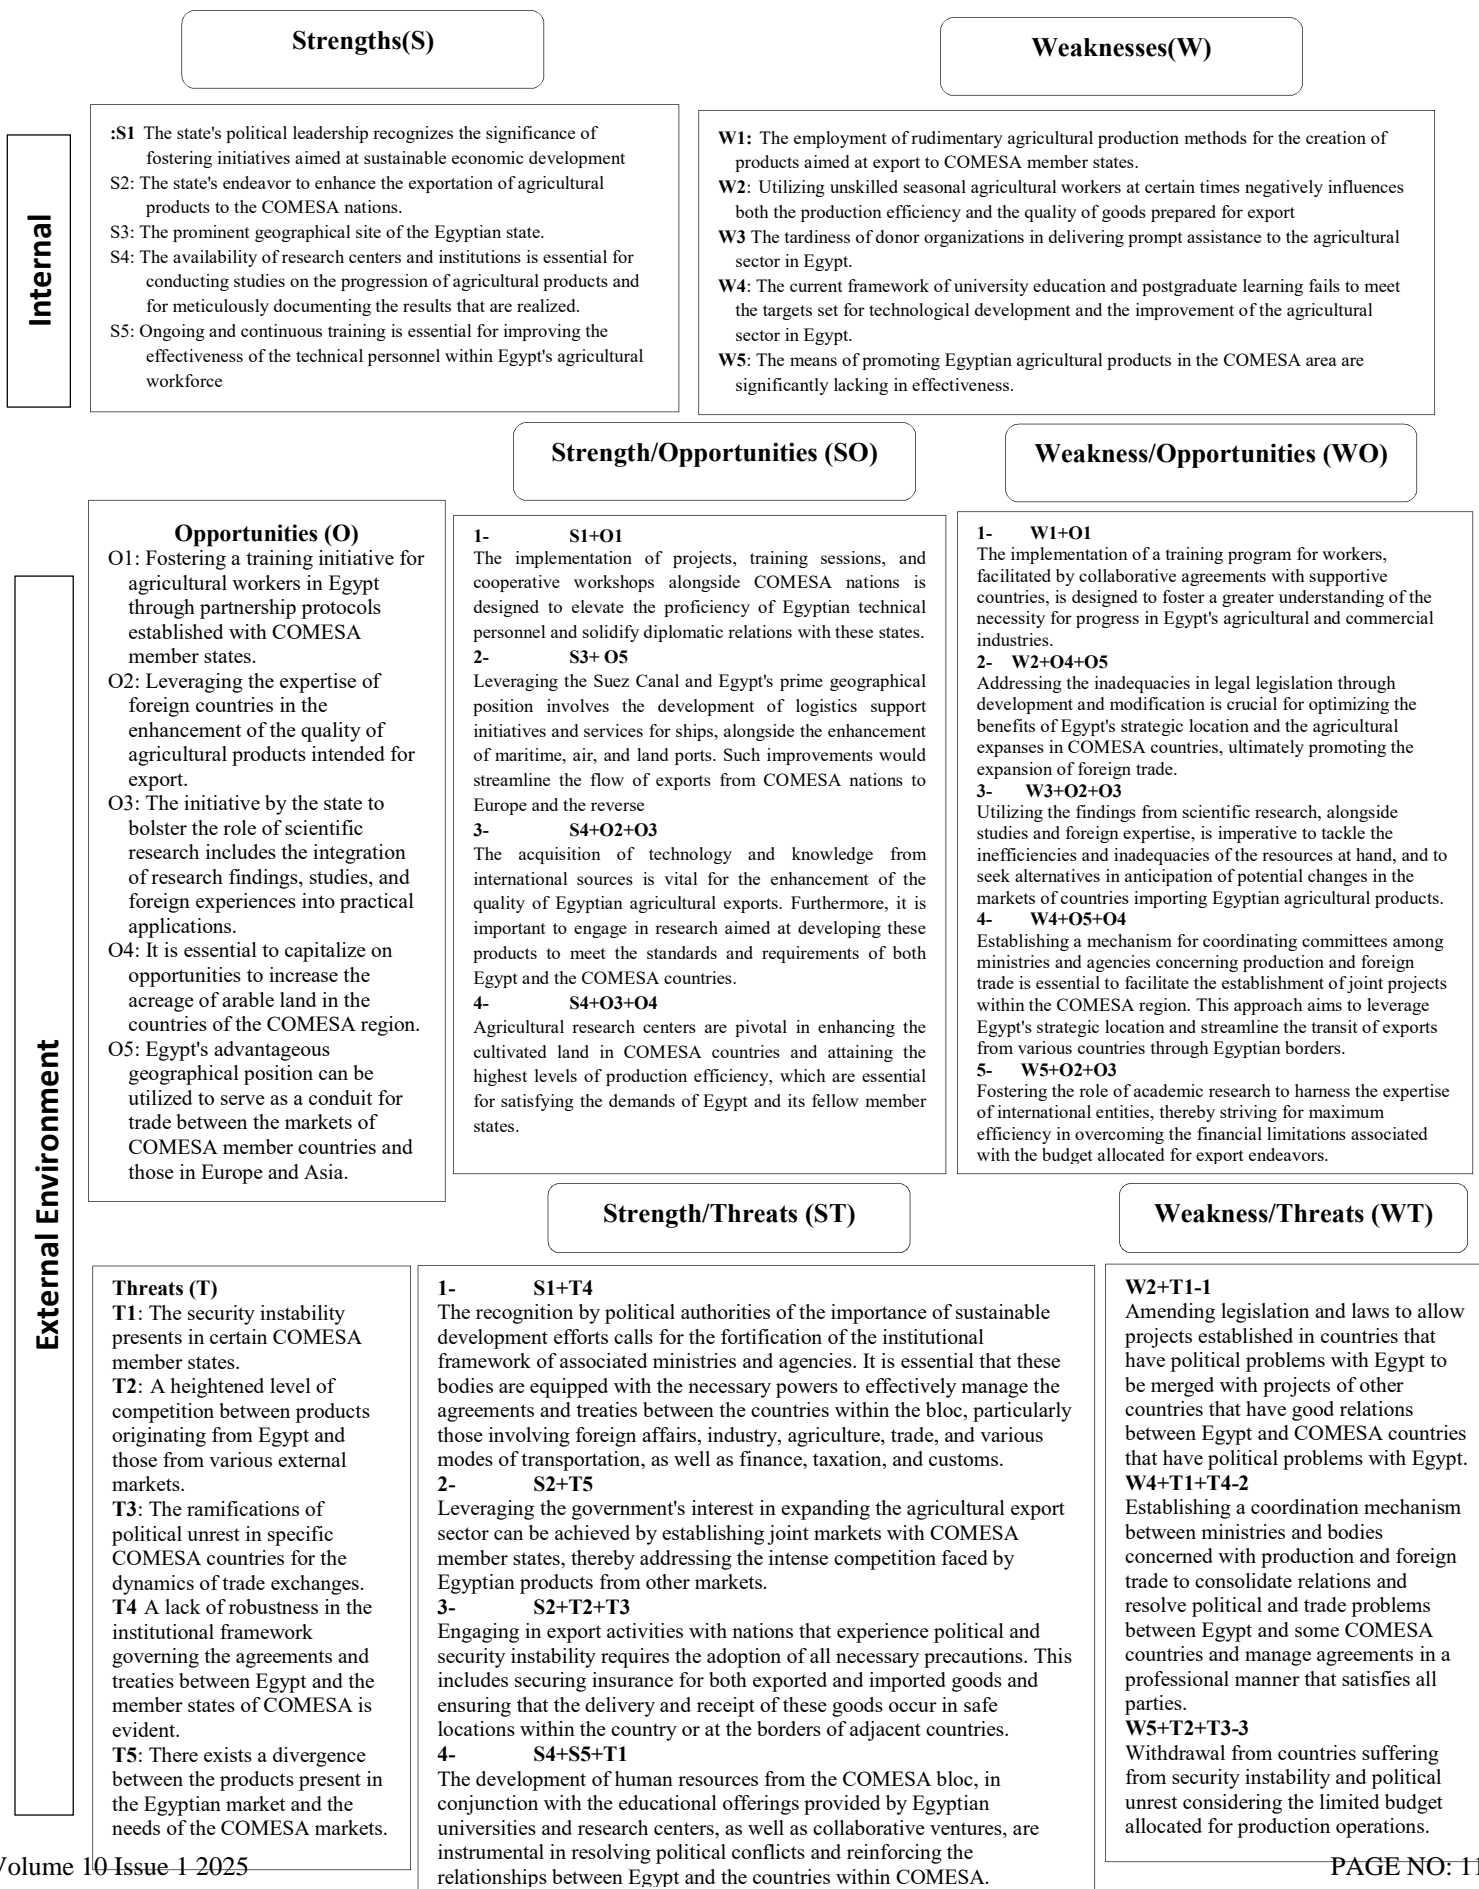 Strengths(S)
Weaknesses(W)
Internal
:S1 The state's political leadership recognizes the significance of
fostering initiatives aimed at sustainable economic development
S2: The state's endeavor to enhance the exportation of agricultural
products to the COMESA nations.
S3: The prominent geographical site of the Egyptian state.
S4: The availability of research centers and institutions is essential for
conducting studies on the progression of agricultural products and
for meticulously documenting the results that are realized.
S5: Ongoing and continuous training is essential for improving the
effectiveness of the technical personnel within Egypt's agricultural
workforce
W1: The employment of rudimentary agricultural production methods for the creation of
products aimed at export to COMESA member states.
W2: Utilizing unskilled seasonal agricultural workers at certain times negatively influences
both the production efficiency and the quality of goods prepared for export
W3 The tardiness of donor organizations in delivering prompt assistance to the agricultural
sector in Egypt.
W4: The current framework of university education and postgraduate learning fails to meet
the targets set for technological development and the improvement of the agricultural
sector in Egypt.
W5: The means of promoting Egyptian agricultural products in the COMESA area are
significantly lacking in effectiveness.
Strength/Opportunities (SO)
Weakness/Opportunities (WO)
External Environment
Opportunities (O)
O1: Fostering a training initiative for
agricultural workers in Egypt
through partnership protocols
established with COMESA
member states.
O2: Leveraging the expertise of
foreign countries in the
enhancement of the quality of
agricultural products intended for
export.
O3: The initiative by the state to
bolster the role of scientific
research includes the integration
of research findings, studies, and
foreign experiences into practical
applications.
O4: It is essential to capitalize on
opportunities to increase the
acreage of arable land in the
countries of the COMESA region.
O5: Egypt's advantageous
geographical position can be
utilized to serve as a conduit for
trade between the markets of
COMESA member countries and
those in Europe and Asia.
1- S1+O1
The implementation of projects, training sessions, and
cooperative workshops alongside COMESA nations is
designed to elevate the proficiency of Egyptian technical
personnel and solidify diplomatic relations with these states.
2- S3+ O5
Leveraging the Suez Canal and Egypt's prime geographical
position involves the development of logistics support
initiatives and services for ships, alongside the enhancement
of maritime, air, and land ports. Such improvements would
streamline the flow of exports from COMESA nations to
Europe and the reverse
3- S4+O2+O3
The acquisition of technology and knowledge from
international sources is vital for the enhancement of the
quality of Egyptian agricultural exports. Furthermore, it is
important to engage in research aimed at developing these
products to meet the standards and requirements of both
Egypt and the COMESA countries.
4- S4+O3+O4
Agricultural research centers are pivotal in enhancing the
cultivated land in COMESA countries and attaining the
highest levels of production efficiency, which are essential
for satisfying the demands of Egypt and its fellow member
states.
1- W1+O1
The implementation of a training program for workers,
facilitated by collaborative agreements with supportive
countries, is designed to foster a greater understanding of the
necessity for progress in Egypt's agricultural and commercial
industries.
2- W2+O4+O5
Addressing the inadequacies in legal legislation through
development and modification is crucial for optimizing the
benefits of Egypt's strategic location and the agricultural
expanses in COMESA countries, ultimately promoting the
expansion of foreign trade.
3- W3+O2+O3
Utilizing the findings from scientific research, alongside
studies and foreign expertise, is imperative to tackle the
inefficiencies and inadequacies of the resources at hand, and to
seek alternatives in anticipation of potential changes in the
markets of countries importing Egyptian agricultural products.
4- W4+O5+O4
Establishing a mechanism for coordinating committees among
ministries and agencies concerning production and foreign
trade is essential to facilitate the establishment of joint projects
within the COMESA region. This approach aims to leverage
Egypt's strategic location and streamline the transit of exports
from various countries through Egyptian borders.
5- W5+O2+O3
Fostering the role of academic research to harness the expertise
of international entities, thereby striving for maximum
efficiency in overcoming the financial limitations associated
with the budget allocated for export endeavors.
Strength/Threats (ST)
Weakness/Threats (WT)
Threats (T)
T1: The security instability
presents in certain COMESA
member states.
T2: A heightened level of
competition between products
originating from Egypt and
those from various external
markets.
T3: The ramifications of
political unrest in specific
COMESA countries for the
dynamics of trade exchanges.
T4 A lack of robustness in the
institutional framework
governing the agreements and
treaties between Egypt and the
member states of COMESA is
evident.
T5: There exists a divergence
between the products present in
the Egyptian market and the
needs of the COMESA markets.
1- S1+T4
The recognition by political authorities of the importance of sustainable
development efforts calls for the fortification of the institutional
framework of associated ministries and agencies. It is essential that these
bodies are equipped with the necessary powers to effectively manage the
agreements and treaties between the countries within the bloc, particularly
those involving foreign affairs, industry, agriculture, trade, and various
modes of transportation, as well as finance, taxation, and customs.
2- S2+T5
Leveraging the government's interest in expanding the agricultural export
sector can be achieved by establishing joint markets with COMESA
member states, thereby addressing the intense competition faced by
Egyptian products from other markets.
3- S2+T2+T3
Engaging in export activities with nations that experience political and
security instability requires the adoption of all necessary precautions. This
includes securing insurance for both exported and imported goods and
ensuring that the delivery and receipt of these goods occur in safe
locations within the country or at the borders of adjacent countries.
4- S4+S5+T1
The development of human resources from the COMESA bloc, in
conjunction with the educational offerings provided by Egyptian
universities and research centers, as well as collaborative ventures, are
instrumental in resolving political conflicts and reinforcing the
relationships between Egypt and the countries within COMESA.
W2+T1-1
Amending legislation and laws to allow
projects established in countries that
have political problems with Egypt to
be merged with projects of other
countries that have good relations
between Egypt and COMESA countries
that have political problems with Egypt.
W4+T1+T4-2
Establishing a coordination mechanism
between ministries and bodies
concerned with production and foreign
trade to consolidate relations and
resolve political and trade problems
between Egypt and some COMESA
countries and manage agreements in a
professional manner that satisfies all
parties.
W5+T2+T3-3
Withdrawal from countries suffering
from security instability and political
unrest considering the limited budget
allocated for production operations.
Volume 10 Issue 1 2025
PAGE NO: 11